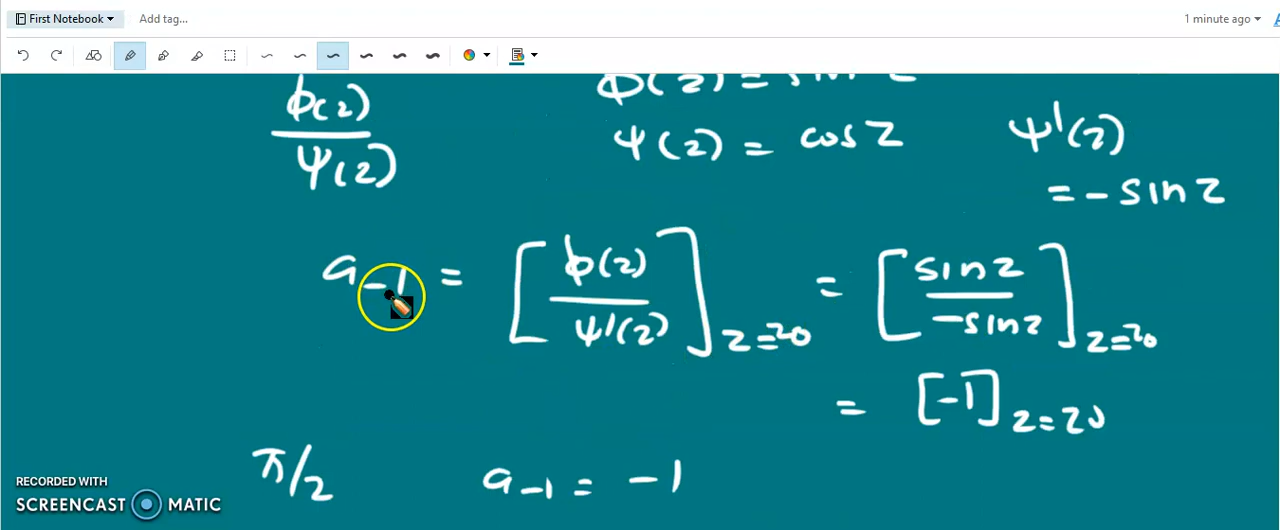 First Notebook Add tag... 1 minute ago
ϕ(z) = sin z
ϕ(z)
ψ(z)
ψ(z) = cos z
ψ'(z)
= - sin z
a₋₁ = [ϕ(z)/ψ'(z)] z=z0 = [sin z/-sin z] z=z0
= [-1] z=z0
π/2 a₋₁ = -1
RECORDED WITH
SCREENCAST MATIC